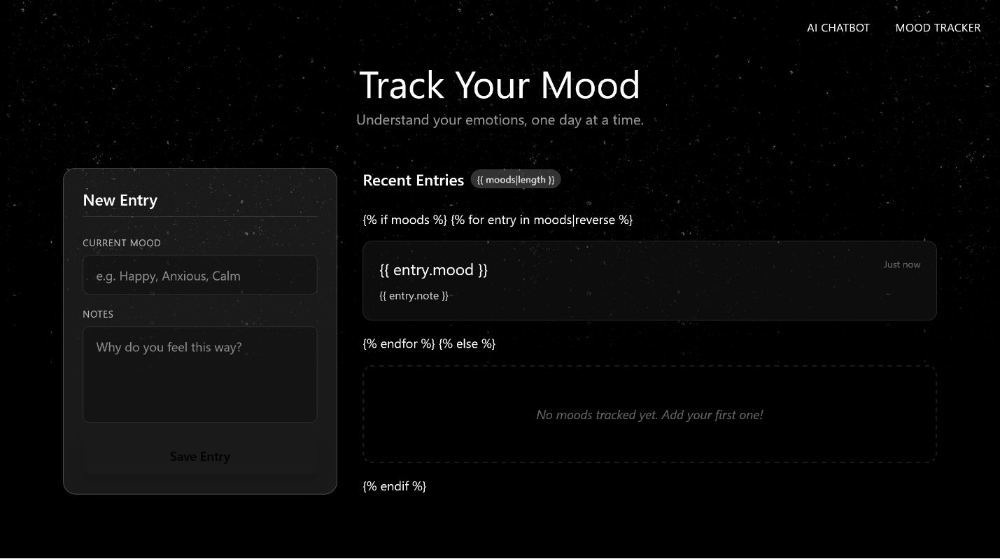 AI CHATBOT MOOD TRACKER
Track Your Mood
Understand your emotions, one day at a time.
New Entry
CURRENT MOOD
e.g. Happy, Anxious, Calm
NOTES
Why do you feel this way?
Save Entry
Recent Entries {{ moods|length }}
{% if moods %} {% for entry in moods|reverse %}
{{ entry.mood }}
Just now
{{ entry.note }}
{% endfor %} {% else %}
No moods tracked yet. Add your first one!
{% endif %}